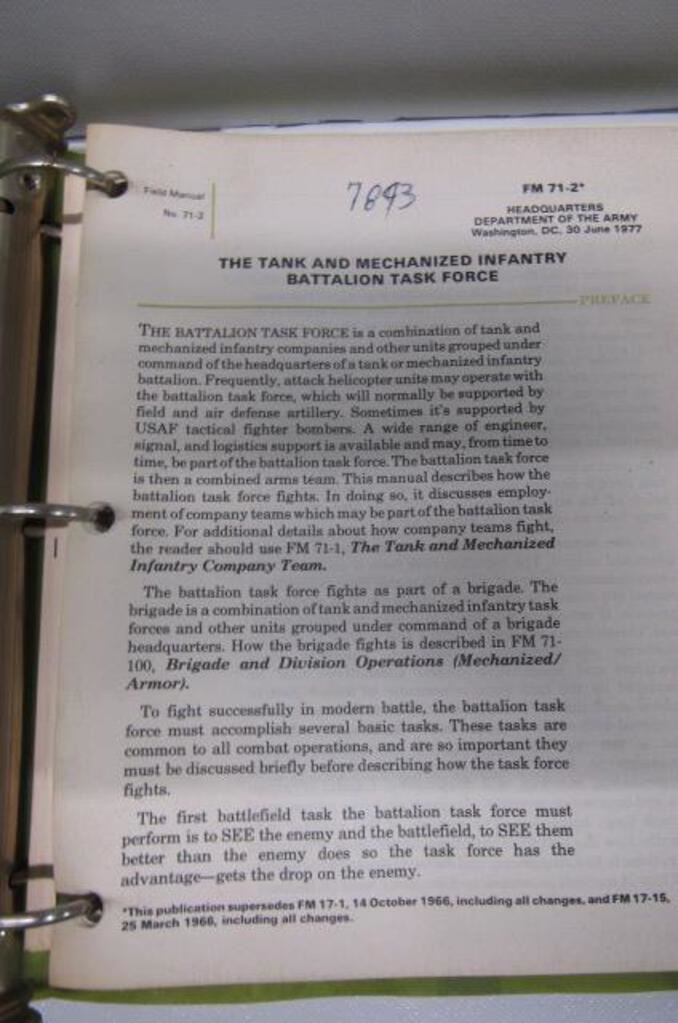 Field Manual
No. 71-2
7843
FM 71-2*
HEADQUARTERS
DEPARTMENT OF THE ARMY
Washington, DC, 30 June 1977
THE TANK AND MECHANIZED INFANTRY
BATTALION TASK FORCE
PREFACE
THE BATTALION TASK FORCE is a combination of tank and
mechanized infantry companies and other units grouped under
command of the headquarters of a tank or mechanized infantry
battalion. Frequently, attack helicopter units may operate with
the battalion task force, which will normally be supported by
field and air defense artillery. Sometimes it's supported by
USAF tactical fighter bombers. A wide range of engineer,
signal, and logistics support is available and may, from time to
time, be part of the battalion task force. The battalion task force
is then a combined arms team. This manual describes how the
battalion task force fights. In doing so, it discusses employ-
ment of company teams which may be part of the battalion task
force. For additional details about how company teams fight,
the reader should use FM 71-1, The Tank and Mechanized
Infantry Company Team.
The battalion task force fights as part of a brigade. The
brigade is a combination of tank and mechanized infantry task
forces and other units grouped under command of a brigade
headquarters. How the brigade fights is described in FM 71-
100, Brigade and Division Operations (Mechanized/
Armor).
To fight successfully in modern battle, the battalion task
force must accomplish several basic tasks. These tasks are
common to all combat operations, and are so important they
must be discussed briefly before describing how the task force
fights.
The first battlefield task the battalion task force must
perform is to SEE the enemy and the battlefield, to SEE them
better than the enemy does so the task force has the
advantage—gets the drop on the enemy.
*This publication supersedes FM 17-1, 14 October 1966, including all changes, and FM 17-15,
25 March 1966, including all changes.